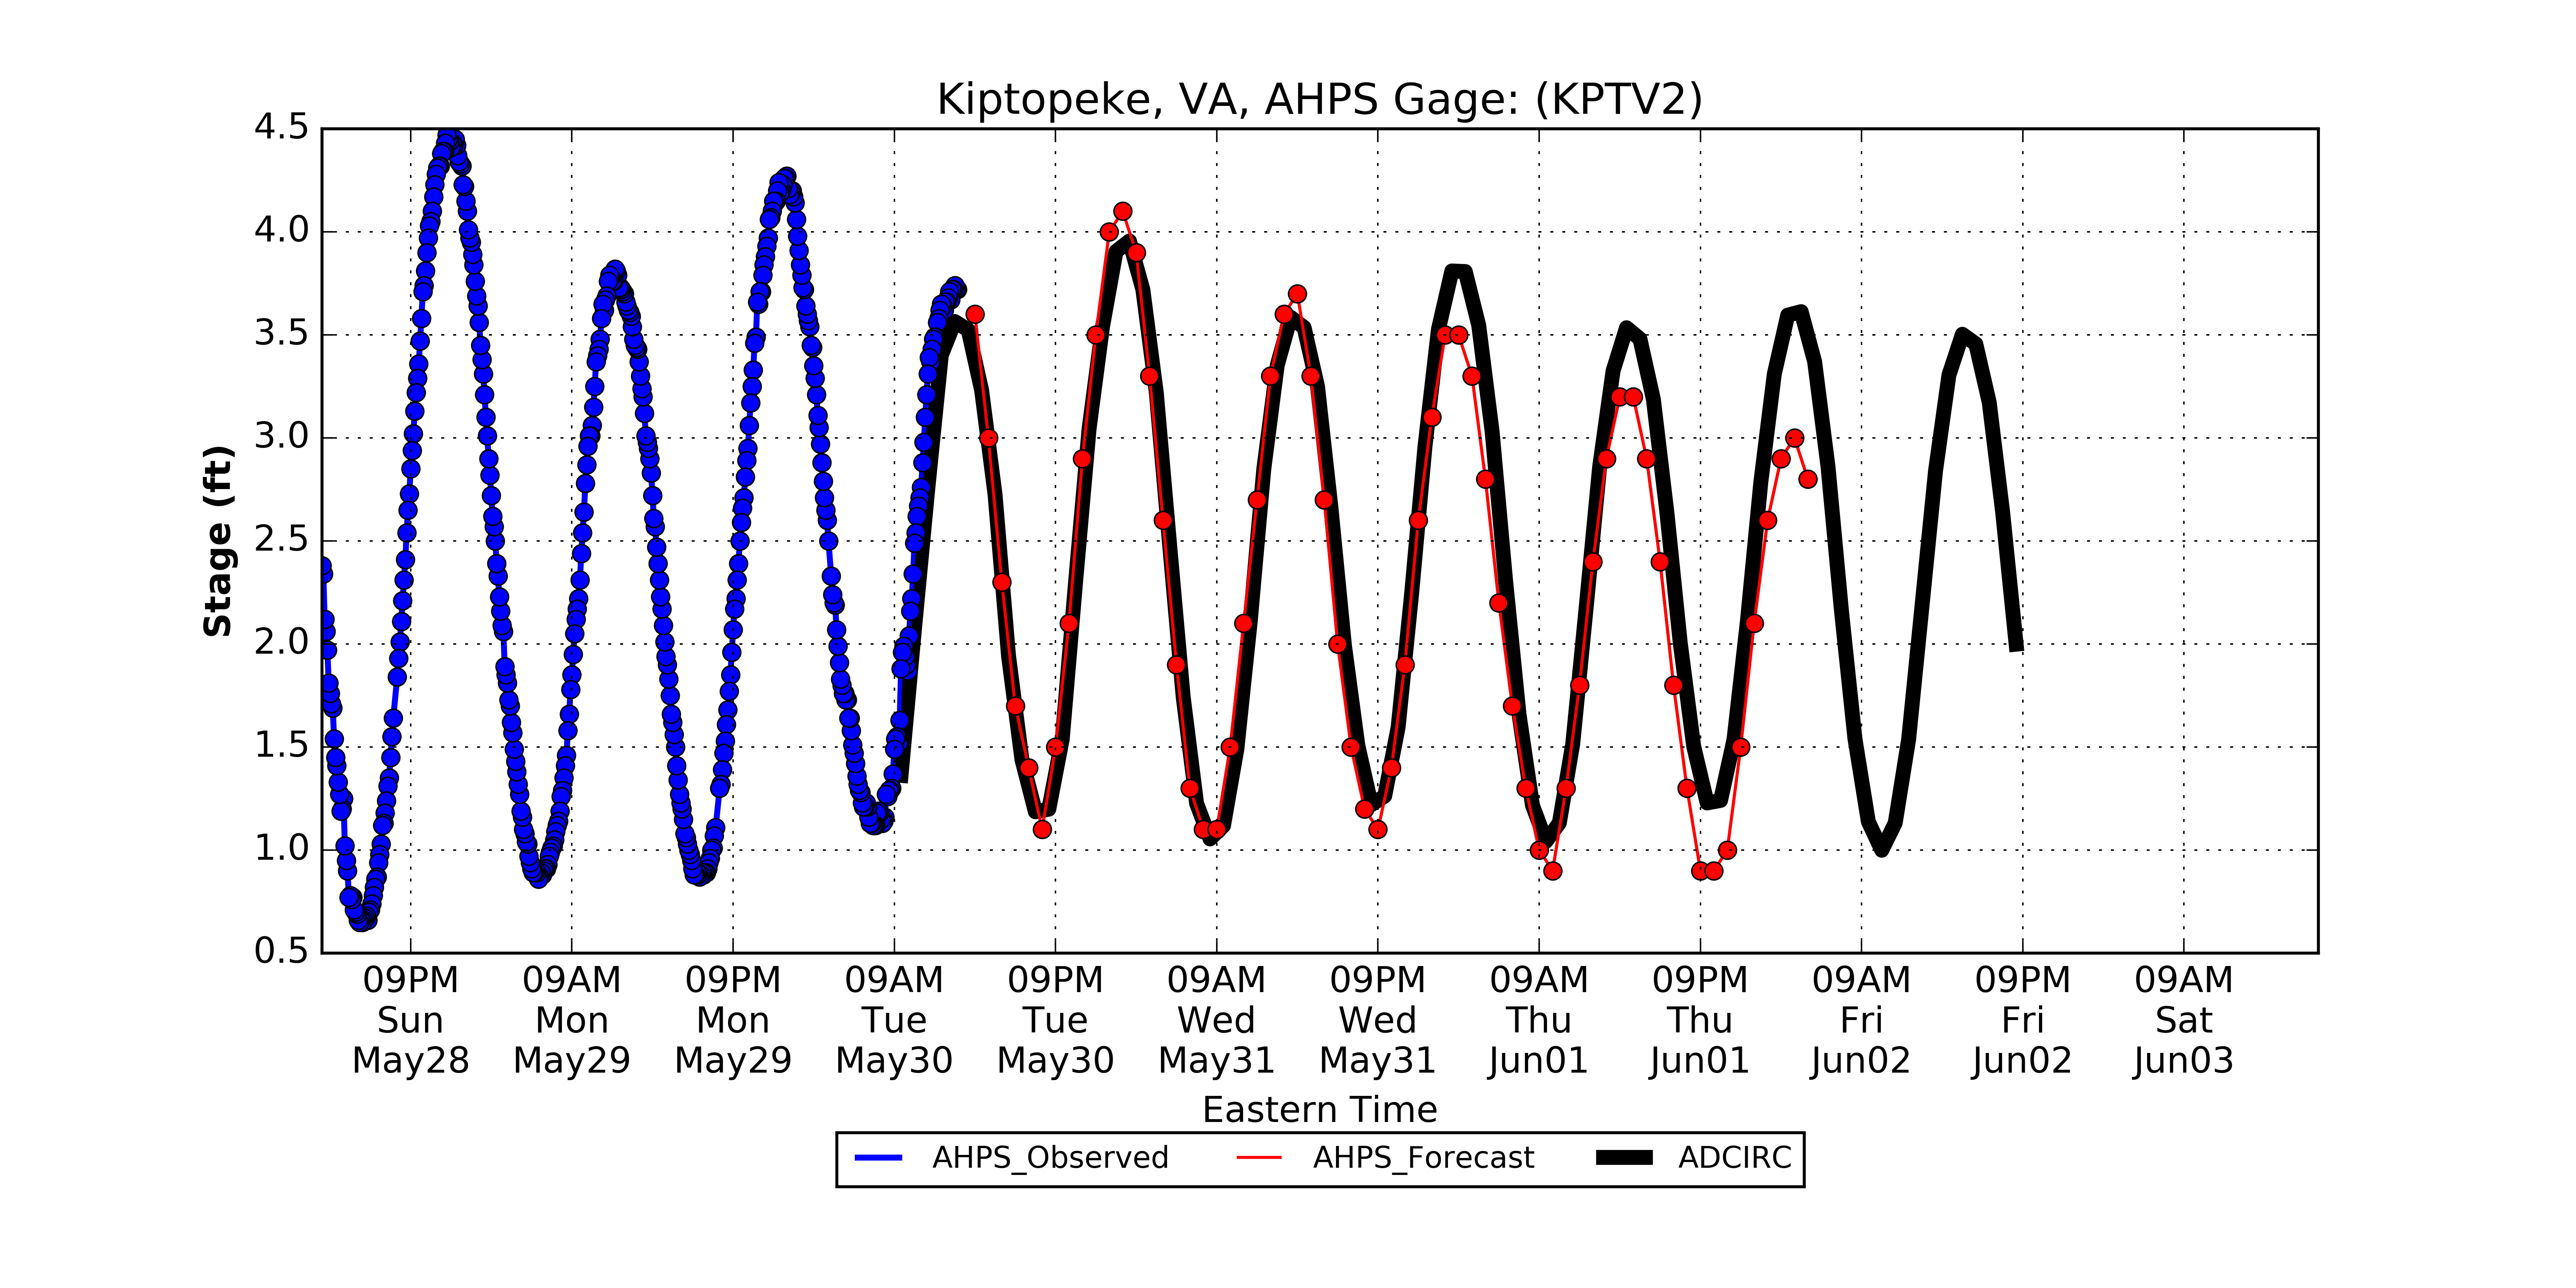 Kiptopeke, VA, AHPS Gage: (KPTV2)
4.5
4.0
3.5
3.0
2.5
2.0
1.5
1.0
0.5
Stage (ft)
09PM 09AM 09PM 09AM 09PM 09AM 09PM 09AM 09PM 09AM 09PM 09AM
Sun Mon Mon Tue Tue Wed Wed Thu Thu Fri Fri Sat
May28 May29 May29 May30 May30 May31 May31 Jun01 Jun01 Jun02 Jun02 Jun03
Eastern Time
AHPS_Observed AHPS_Forecast ADCIRC